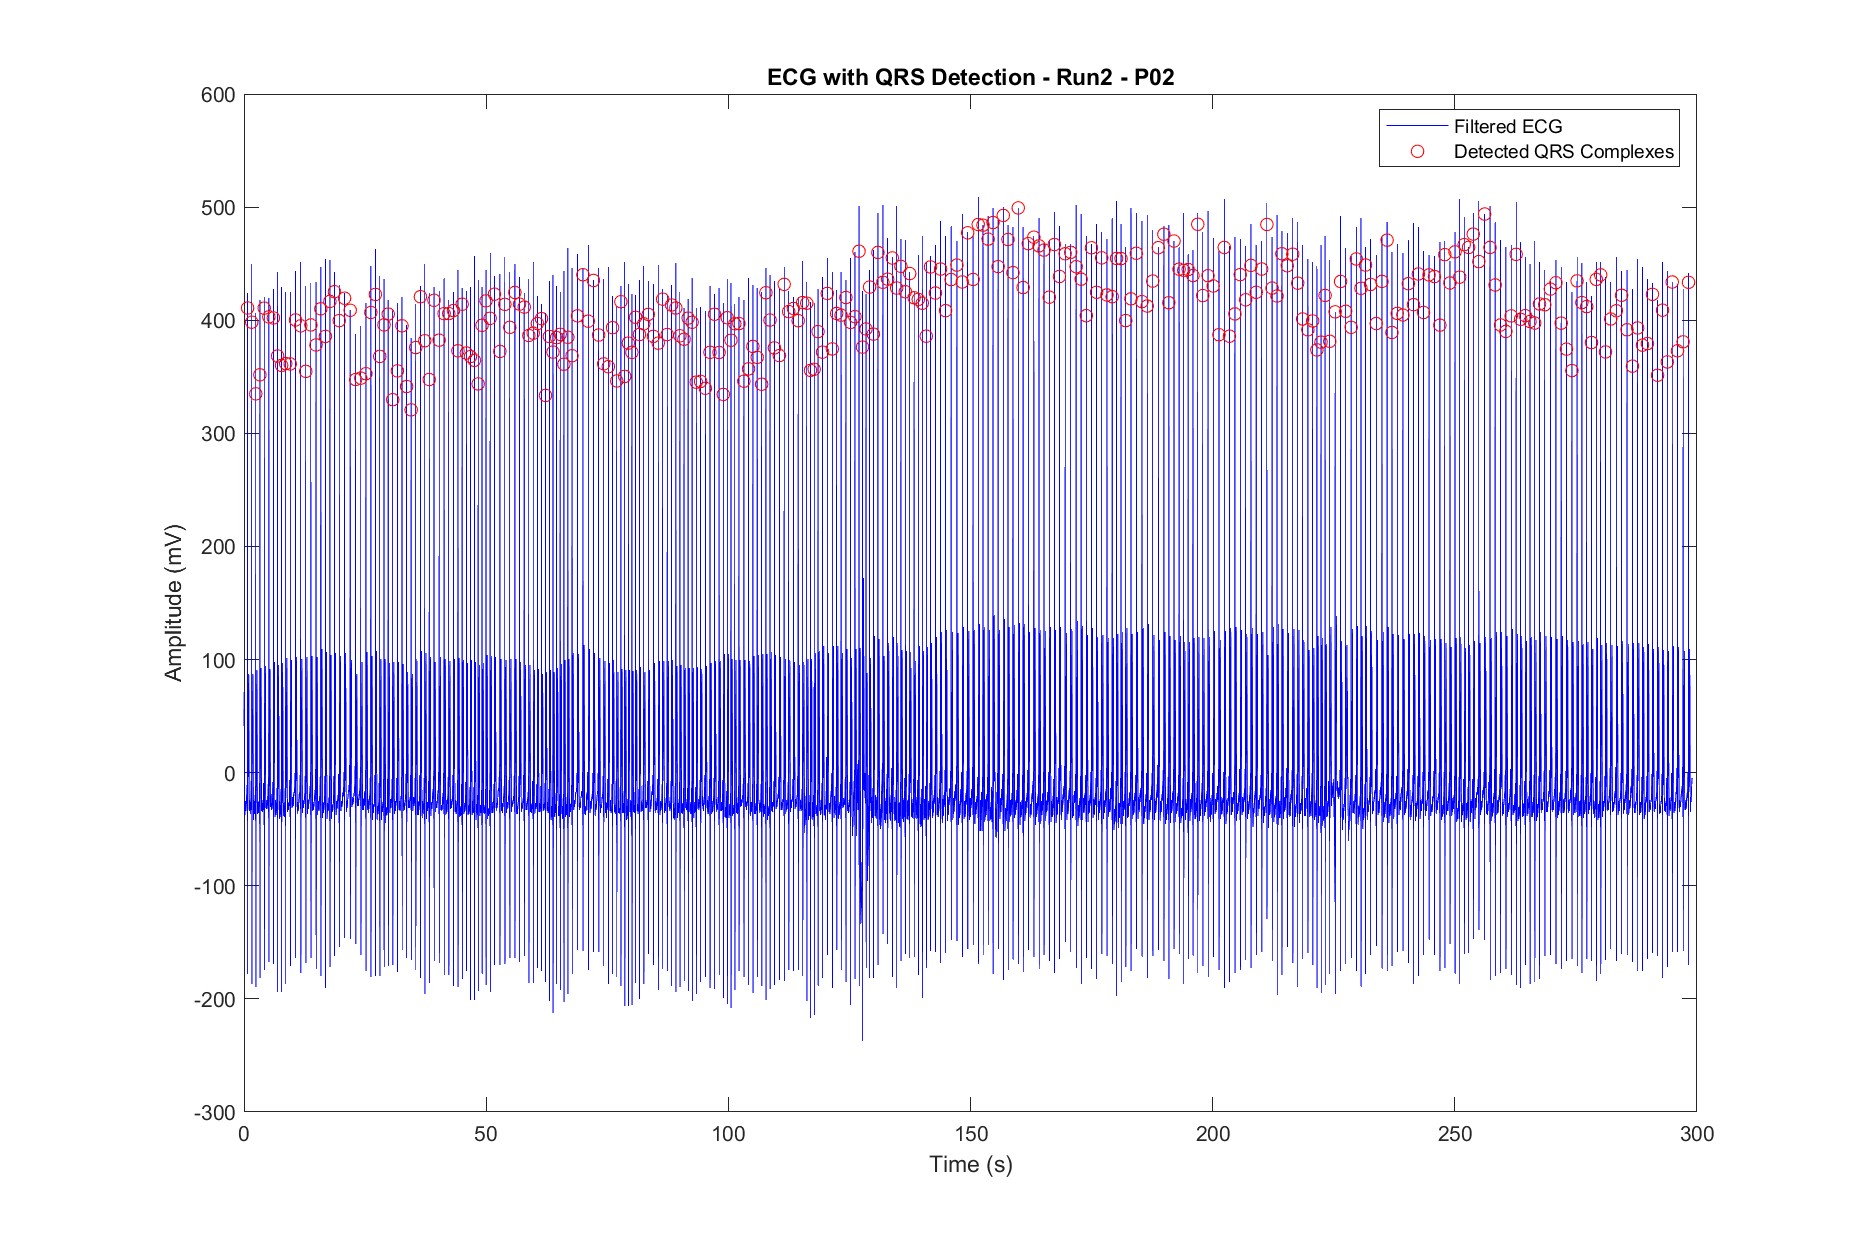 ECG with QRS Detection - Run2 - P02
Filtered ECG
Detected QRS Complexes
600
500
400
300
200
100
0
-100
-200
-300
Amplitude (mV)
0 50 100 150 200 250 300
Time (s)